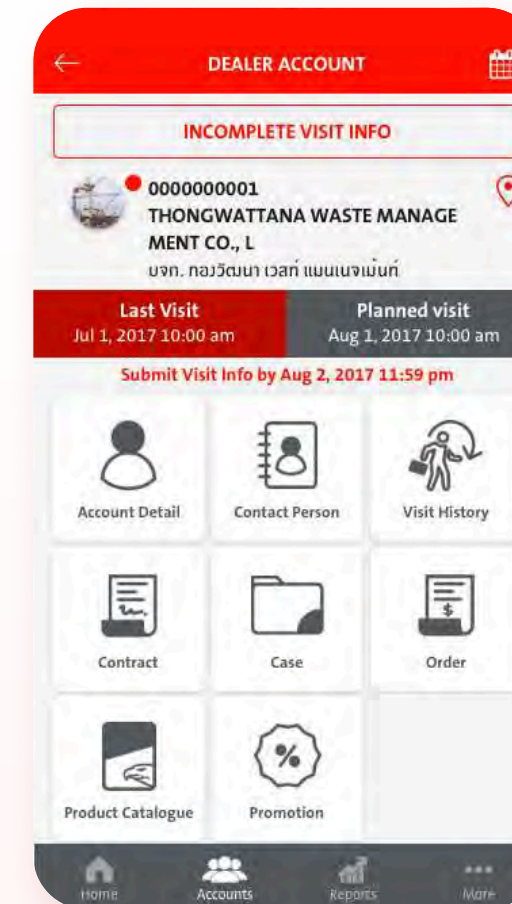 DEALER ACCOUNT
INCOMPLETE VISIT INFO
0000000001
THONGWATTANA WASTE MANAGE
MENT CO., L
บจก. ทองวัฒนา เวสท์ แมนเนจเม้นท์
Last Visit
Jul 1, 2017 10:00 am
Planned visit
Aug 1, 2017 10:00 am
Submit Visit Info by Aug 2, 2017 11:59 pm
Account Detail
Contact Person
Visit History
Contract
Case
Order
Product Catalogue
Promotion
Home
Accounts
Reports
More